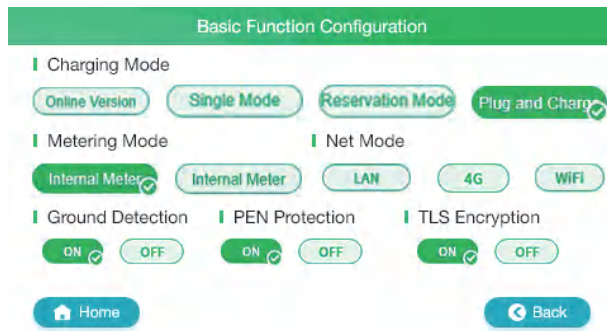 Basic Function Configuration
Charging Mode
Online Version Single Mode Reservation Mode Plug and Charg
Metering Mode Net Mode
Internal Meter Internal Meter LAN 4G WiFi
Ground Detection PEN Protection TLS Encryption
ON OFF ON OFF ON OFF
Home Back